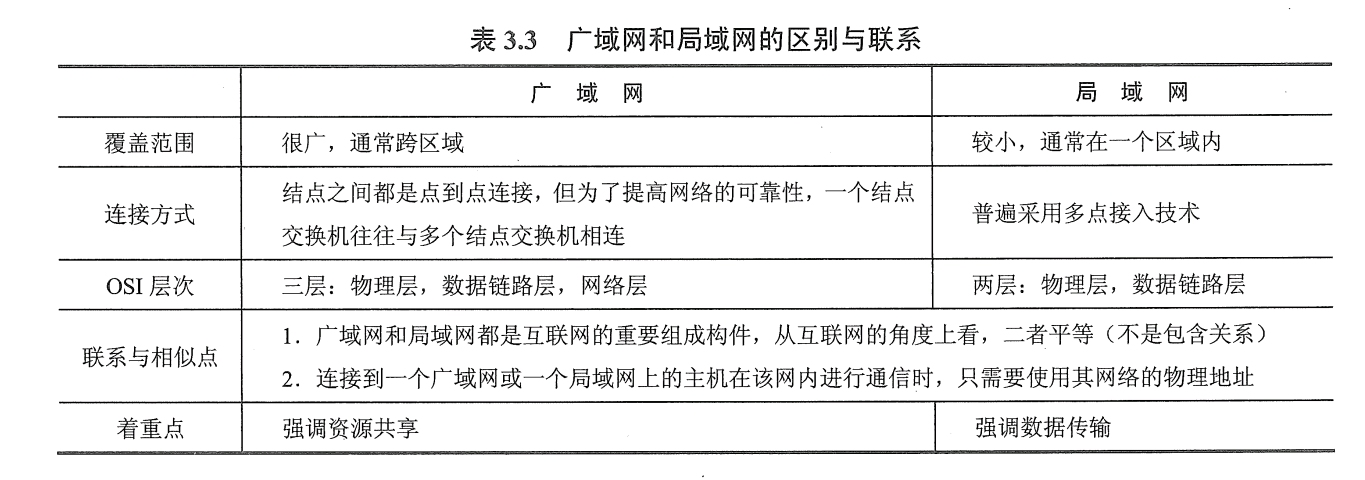 表 3.3 广域网和局域网的区别与联系
广 域 网 局 域 网
覆盖范围 很广，通常跨区域 较小，通常在一个区域内
连接方式 结点之间都是点到点连接，但为了提高网络的可靠性，一个结点
交换机往往与多个结点交换机相连 普遍采用多点接入技术
OSI 层次 三层：物理层，数据链路层，网络层 两层：物理层，数据链路层
联系与相似点 1．广域网和局域网都是互联网的重要组成构件，从互联网的角度上看，二者平等（不是包含关系）
2．连接到一个广域网或一个局域网上的主机在该网内进行通信时，只需要使用其网络的物理地址
着重点 强调资源共享 强调数据传输